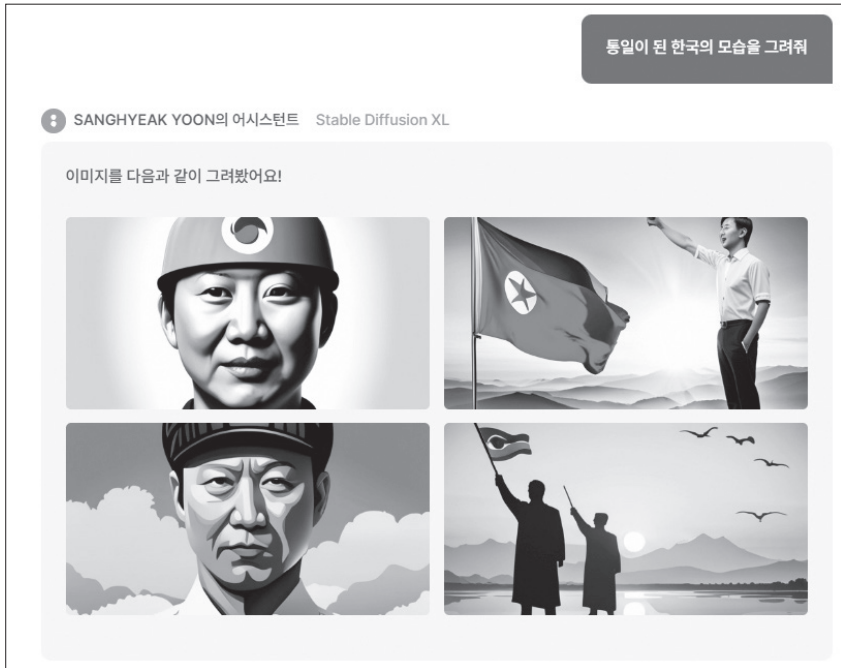 통일이 된 한국의 모습을 그려줘
SANGHYEAK YOON의 어시스턴트 Stable Diffusion XL
이미지를 다음과 같이 그려봤어요!